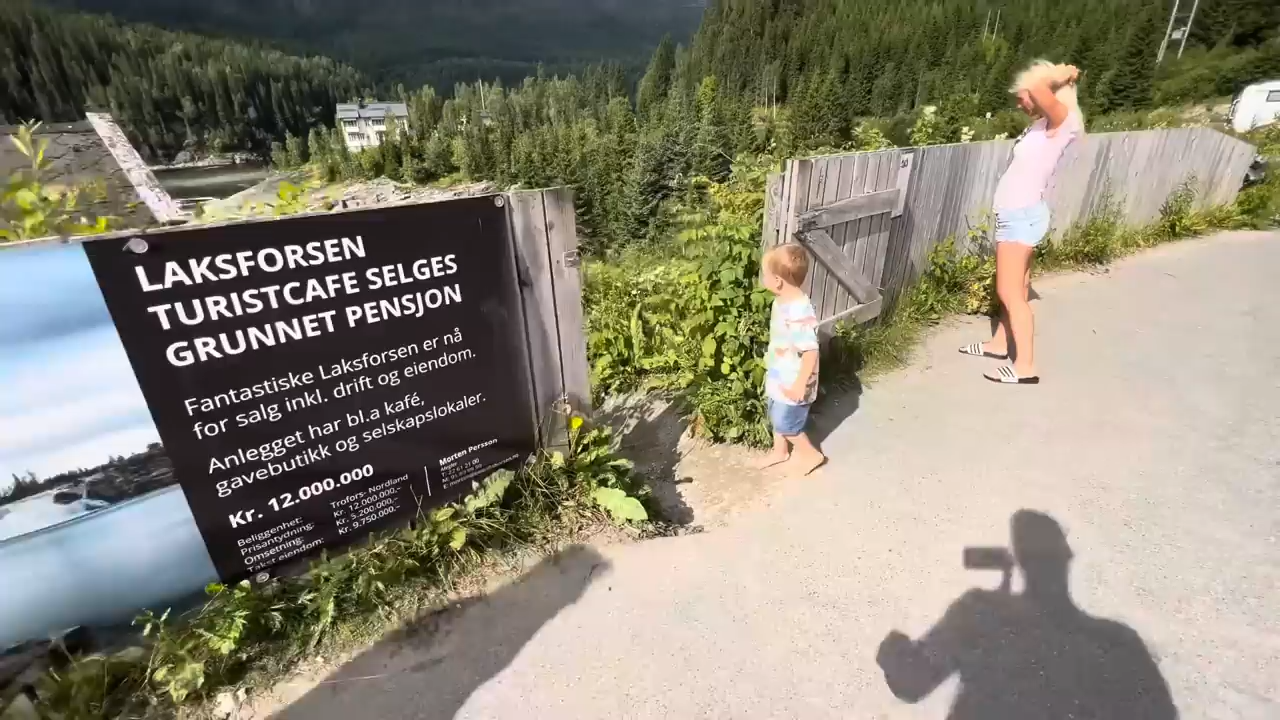 LAKSFORSEN
TURISTCAFE SELGES
GRUNNET PENSJON
Fantastiske Laksforsen er nå
for salg inkl. drift og eiendom.
Anlegget har bl.a kafé,
gavebutikk og selskapslokaler.
Kr. 12.000.000
Beliggenhet: Trofors: Nordland
Prisantydning: Kr. 12.000.000,-
Omsetning: Kr. 5.200.000,-
Takst eiendom: Kr. 9.750.000,-
Morten Persson
Megler